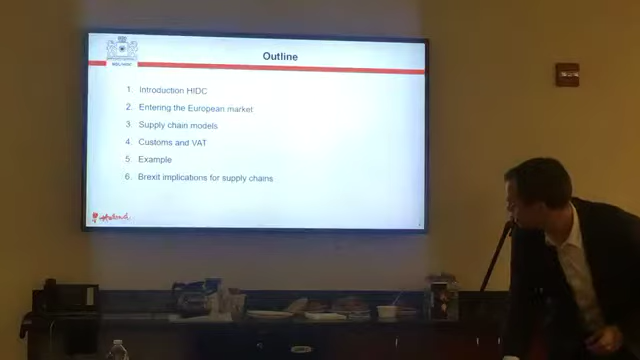 Outline
1. Introduction HIDC
2. Entering the European market
3. Supply chain models
4. Customs and VAT
5. Example
6. Brexit implications for supply chains
Holland